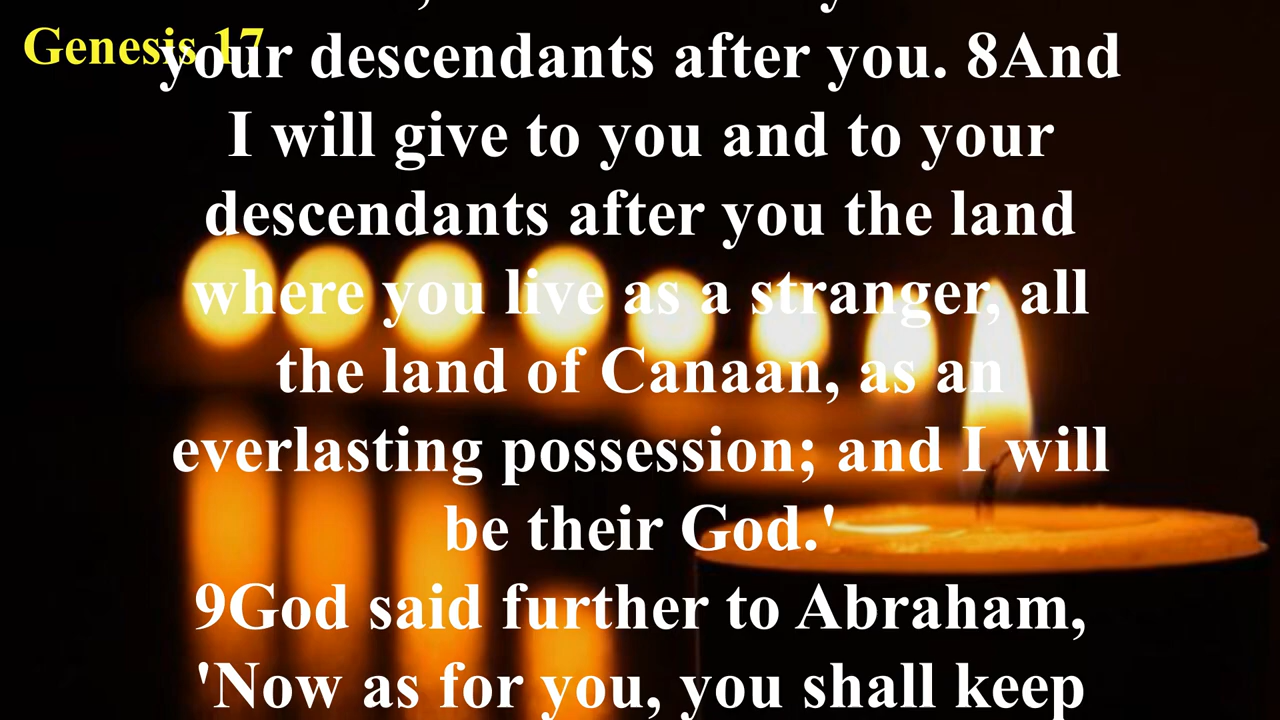 Genesis 17
your descendants after you. 8And
I will give to you and to your
descendants after you the land
where you live as a stranger, all
the land of Canaan, as an
everlasting possession; and I will
be their God.'
9God said further to Abraham,
'Now as for you, you shall keep